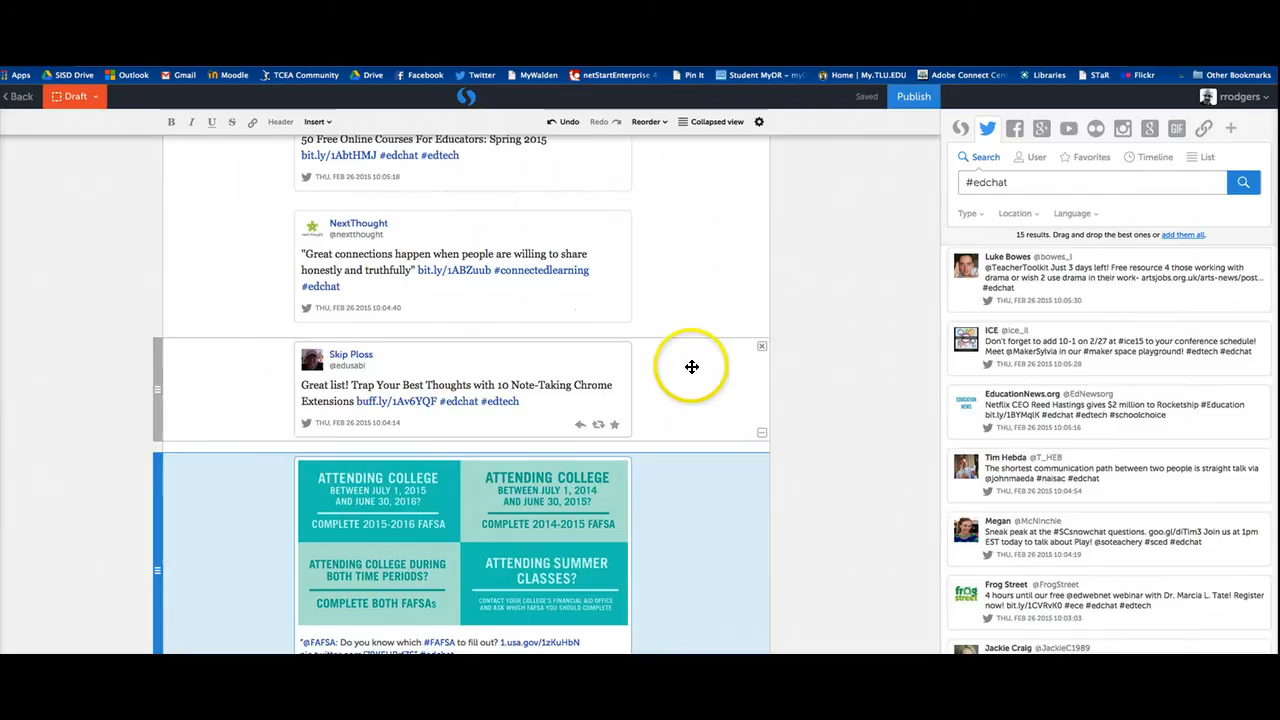 Apps SISD Drive Outlook Gmail Moodle TCEA Community Drive Facebook Twitter MyWalden netStartEnterprise Pin It Student MyDR Home | My.TLU.EDU Adobe Connect Cen Libraries STaR Flickr Other Bookmarks
Back Draft Saved Publish rrodgers
B I U S Header Insert Undo Redo Reorder Collapsed view
50 Free Online Courses For Educators: Spring 2015
bit.ly/1AbtHMJ #edchat #edtech
THU, FEB 26 2015 10:05:18
NextThought
@nextthought
"Great connections happen when people are willing to share
honestly and truthfully" bit.ly/1ABZuub #connectedlearning
#edchat
THU, FEB 26 2015 10:04:40
Skip Ploss
@edusabl
Great list! Trap Your Best Thoughts with 10 Note-Taking Chrome
Extensions buff.ly/1Av6YQF #edchat #edtech
THU, FEB 26 2015 10:04:14
ATTENDING COLLEGE
BETWEEN JULY 1, 2015
AND JUNE 30, 2016?
COMPLETE 2015-2016 FAFSA
ATTENDING COLLEGE
BETWEEN JULY 1, 2014
AND JUNE 30, 2015?
COMPLETE 2014-2015 FAFSA
ATTENDING COLLEGE DURING
BOTH TIME PERIODS?
COMPLETE BOTH FAFSAs
ATTENDING SUMMER
CLASSES?
CONTACT YOUR COLLEGE'S FINANCIAL AID OFFICE
AND ASK WHICH FAFSA YOU SHOULD COMPLETE
"@FAFSA: Do you know which #FAFSA to fill out? 1.usa.gov/1zKuHbN
GIF
Search User Favorites Timeline List
#edchat
Type Location Language
15 results. Drag and drop the best ones or add them all.
Luke Bowes @bowes_l
@TeacherToolkit Just 3 days left! Free resource 4 those working with
drama or wish 2 use drama in their work- artsjobs.org.uk/arts-news/post...
#edchat
THU, FEB 26 2015 10:05:30
ICE @ice_il
Don't forget to add 10-1 on 2/27 at #ice15 to your conference schedule!
Meet @MakerSylvia in our #maker space playground! #edtech #edchat
THU, FEB 26 2015 10:05:28
EducationNews.org @EdNewsorg
Netflix CEO Reed Hastings gives $2 million to Rocketship #Education
bit.ly/1BYMqlK #edchat #edtech #schoolchoice
THU, FEB 26 2015 10:05:16
Tim Hebda @T_HEB
The shortest communication path between two people is straight talk via
@johnmaeda #naisac #edchat
THU, FEB 26 2015 10:04:54
Megan @McNinchie
Sneak peak at the #SCsnowchat questions. goo.gl/diTim3 Join us at 1pm
EST today to talk about Play! @soteachery #sced #edchat
THU, FEB 26 2015 10:04:19
Frog Street @FrogStreet
4 hours until our free @edwebnet webinar with Dr. Marcia L. Tate! Register
now! bit.ly/1CVRvK0 #ece #edchat #edtech
THU, FEB 26 2015 10:03:03
Jackie Craig @JackieC1989